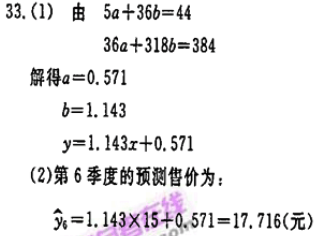 33.(1) 由 5a+36b=44
36a+318b=384
解得a=0.571
b=1.143
y=1.143x+0.571
(2)第6季度的预测售价为:
ŷ₆=1.143×15+0.571=17.716(元)
在线